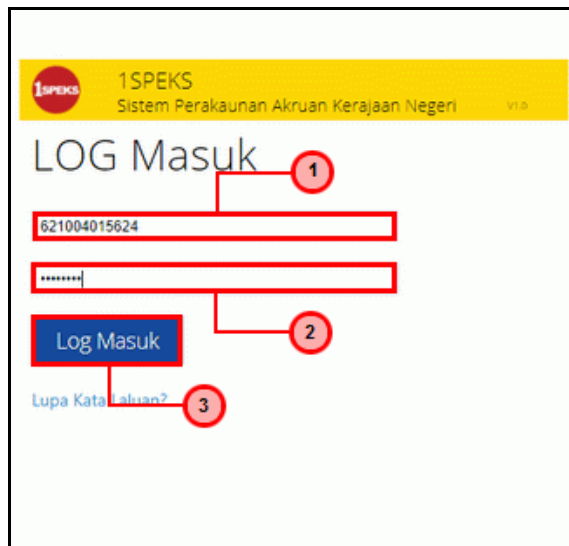 1SPEKS
1SPEKS
Sistem Perakaunan Akruan Kerajaan Negeri V1.0
LOG Masuk
1
621004015624
••••••••
2
Log Masuk
Lupa Kata Laluan?
3